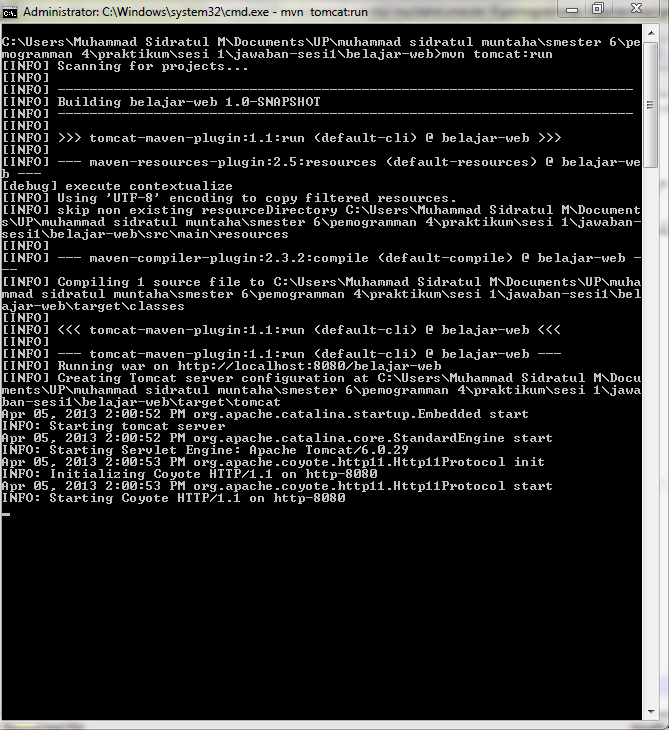 Administrator: C:\Windows\system32\cmd.exe - mvn  tomcat:run
C:\Users\Muhammad Sidratul M\Documents\UP\muhammad sidratul muntaha\smester 6\pe
mogramman 4\praktikum\sesi 1\jawaban-sesi1\belajar-web>mvn tomcat:run
[INFO] Scanning for projects...
[INFO]
[INFO] ------------------------------------------------------------------------
[INFO] Building belajar-web 1.0-SNAPSHOT
[INFO] ------------------------------------------------------------------------
[INFO]
[INFO] >>> tomcat-maven-plugin:1.1:run (default-cli) @ belajar-web >>>
[INFO]
[INFO] --- maven-resources-plugin:2.5:resources (default-resources) @ belajar-we
b ---
[debug] execute contextualize
[INFO] Using 'UTF-8' encoding to copy filtered resources.
[INFO] skip non existing resourceDirectory C:\Users\Muhammad Sidratul M\Document
s\UP\muhammad sidratul muntaha\smester 6\pemogramman 4\praktikum\sesi 1\jawaban-
sesi1\belajar-web\src\main\resources
[INFO]
[INFO] --- maven-compiler-plugin:2.3.2:compile (default-compile) @ belajar-web -
--
[INFO] Compiling 1 source file to C:\Users\Muhammad Sidratul M\Documents\UP\muha
mmad sidratul muntaha\smester 6\pemogramman 4\praktikum\sesi 1\jawaban-sesi1\bel
ajar-web\target\classes
[INFO]
[INFO] <<< tomcat-maven-plugin:1.1:run (default-cli) @ belajar-web <<<
[INFO]
[INFO] --- tomcat-maven-plugin:1.1:run (default-cli) @ belajar-web ---
[INFO] Running war on http://localhost:8080/belajar-web
[INFO] Creating Tomcat server configuration at C:\Users\Muhammad Sidratul M\Docu
ments\UP\muhammad sidratul muntaha\smester 6\pemogramman 4\praktikum\sesi 1\jawa
ban-sesi1\belajar-web\target\tomcat
Apr 05, 2013 2:00:52 PM org.apache.catalina.startup.Embedded start
INFO: Starting tomcat server
Apr 05, 2013 2:00:52 PM org.apache.catalina.core.StandardEngine start
INFO: Starting Servlet Engine: Apache Tomcat/6.0.29
Apr 05, 2013 2:00:53 PM org.apache.coyote.http11.Http11Protocol init
INFO: Initializing Coyote HTTP/1.1 on http-8080
Apr 05, 2013 2:00:53 PM org.apache.coyote.http11.Http11Protocol start
INFO: Starting Coyote HTTP/1.1 on http-8080